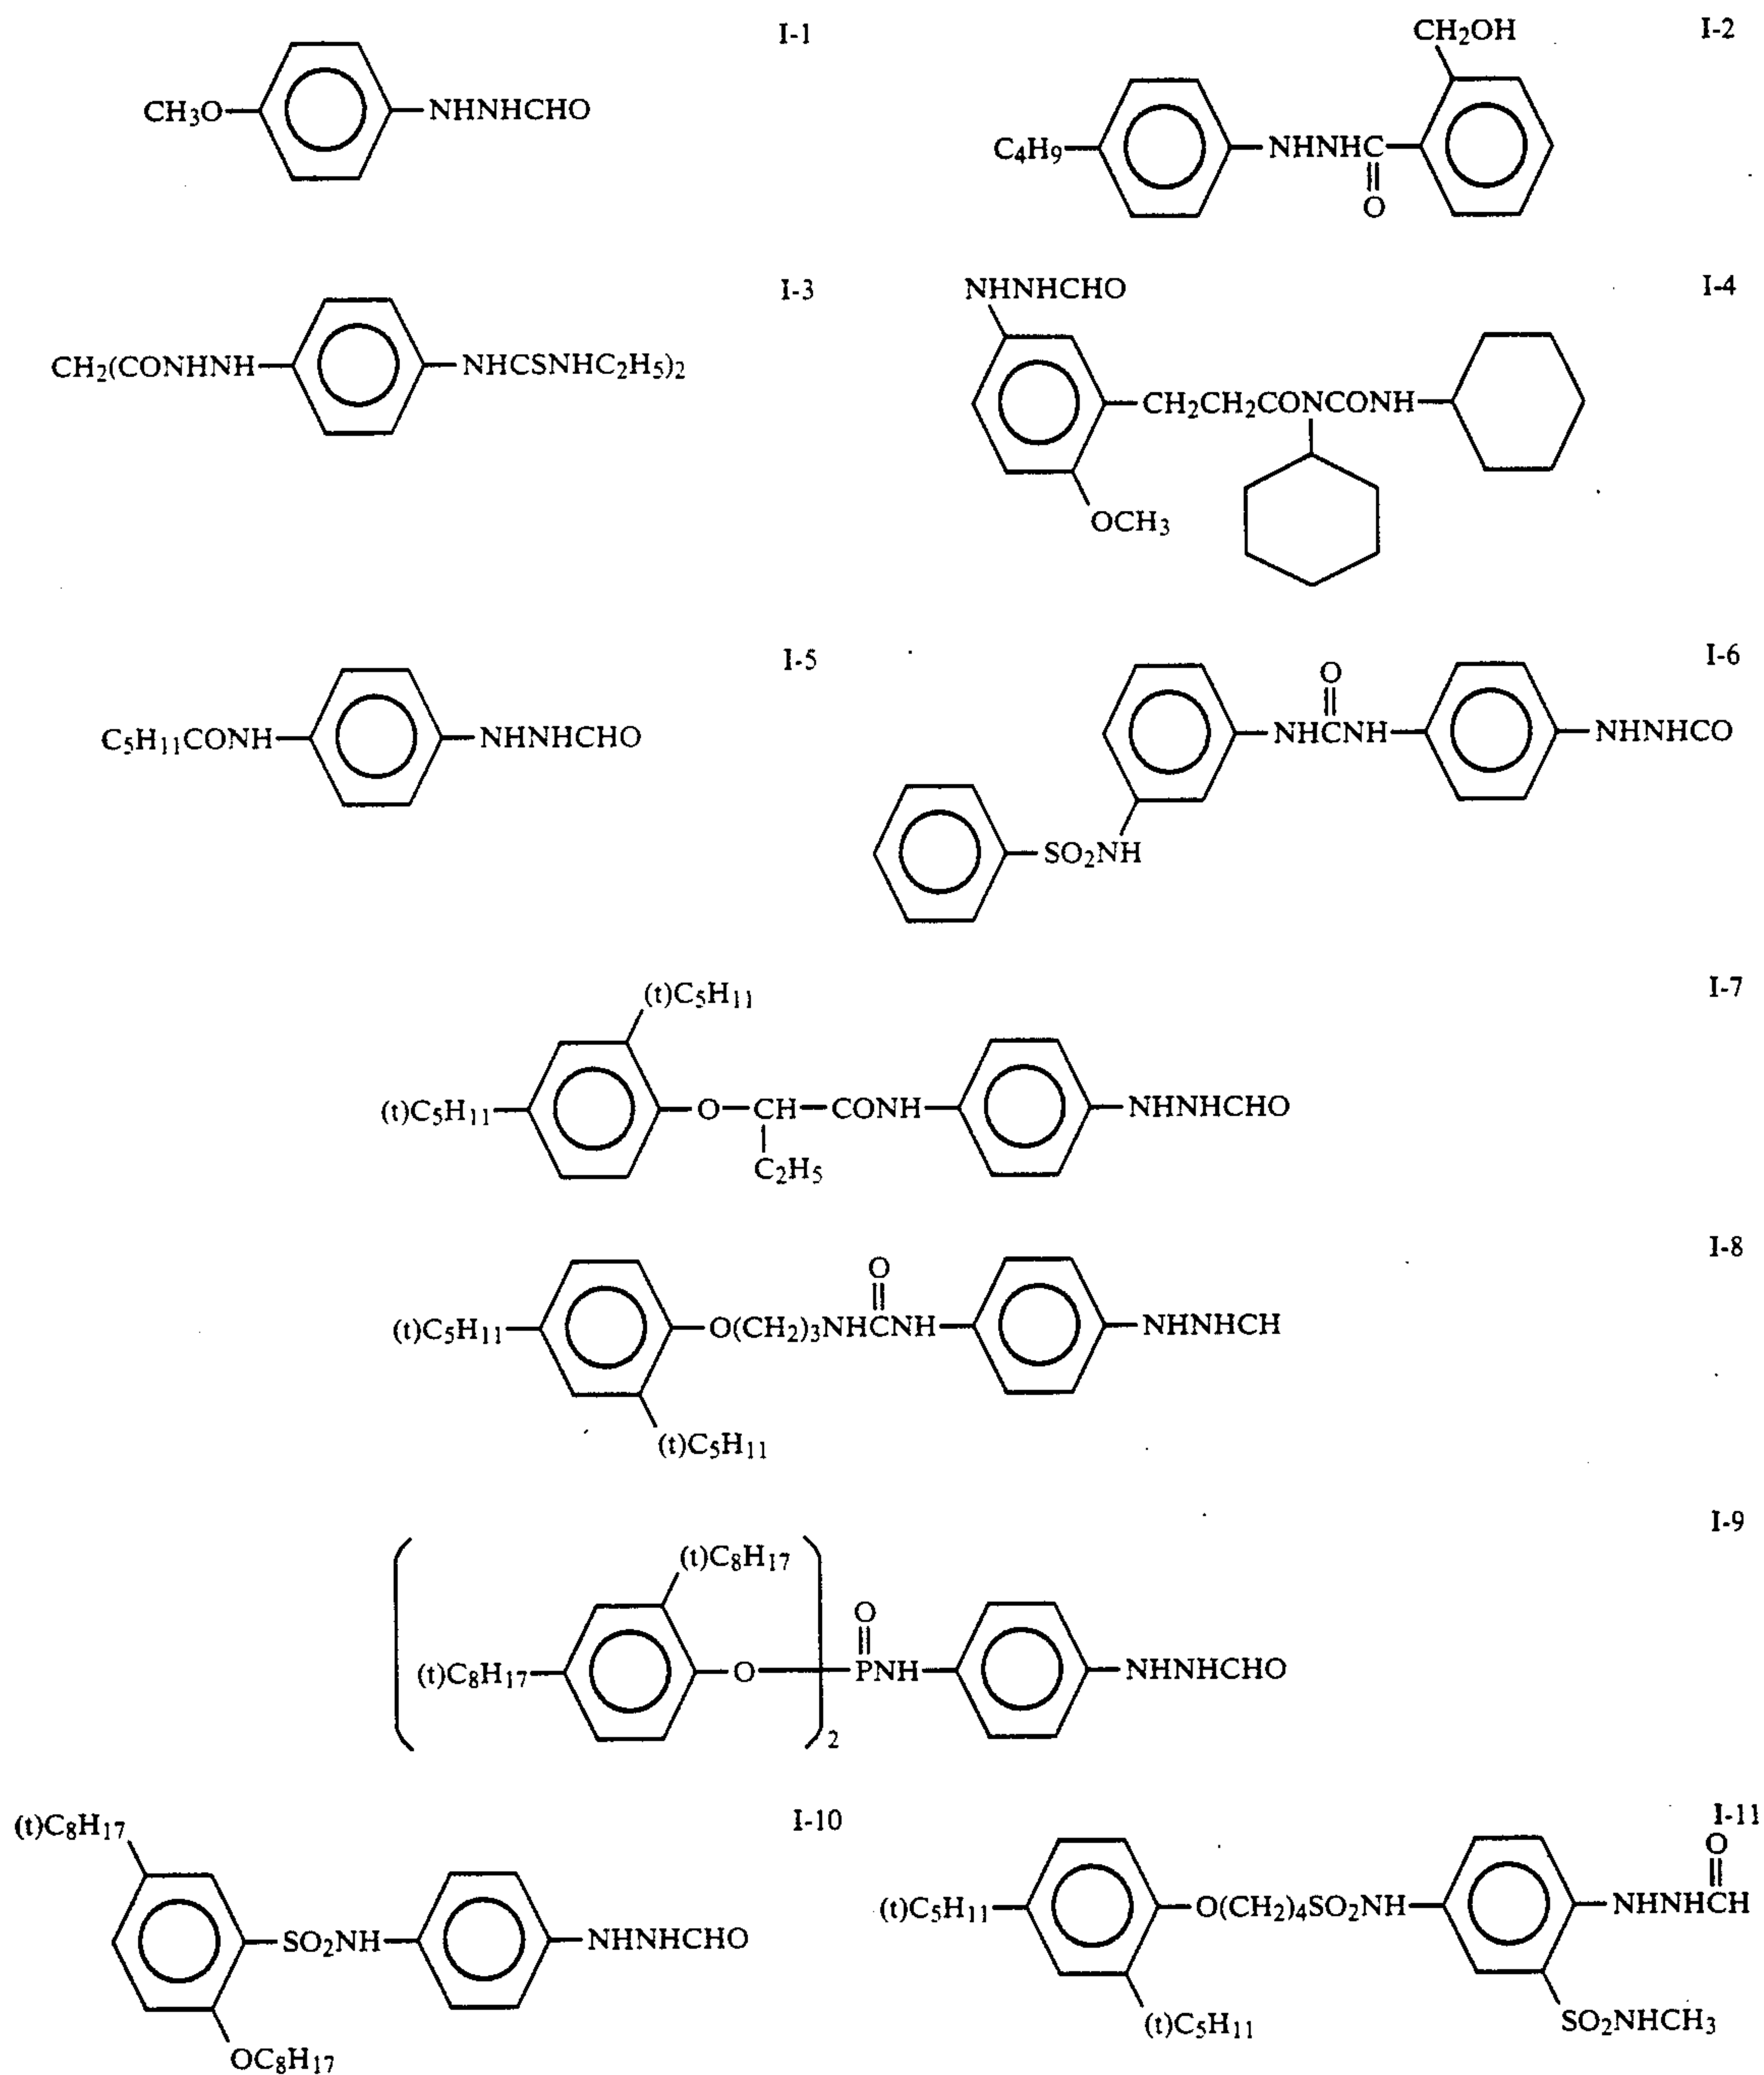 I-1
CH3O NHNHCHO
I-2
CH2OH
C4H9 NHNHC
O
I-3
CH2(CONHNH NHCSNHC2H5)2
I-4
NHNHCHO
CH2CH2CONCONH
OCH3
I-5
C5H11CONH NHNHCHO
I-6
O
NHCNH NHNHCO
SO2NH
I-7
(t)C5H11
(t)C5H11 O CH CONH NHNHCHO
C2H5
I-8
O
(t)C5H11 O(CH2)3NHCNH NHNHCH
(t)C5H11
I-9
(t)C8H17
O
(t)C8H17 O PNH NHNHCHO
2
I-10
(t)C8H17
SO2NH NHNHCHO
OC8H17
I-11
O
(t)C5H11 O(CH2)4SO2NH NHNHCH
SO2NHCH3
(t)C5H11